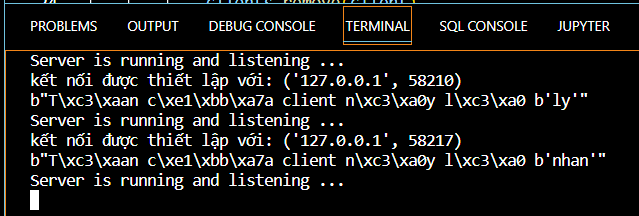 PROBLEMS OUTPUT DEBUG CONSOLE TERMINAL SQL CONSOLE JUPYTER
Server is running and listening ...
kết nối được thiết lập với: ('127.0.0.1', 58210)
b"T\xc3\xaan c\xe1\xbb\xa7a client n\xc3\xa0y l\xc3\xa0 b'ly'"
Server is running and listening ...
kết nối được thiết lập với: ('127.0.0.1', 58217)
b"T\xc3\xaan c\xe1\xbb\xa7a client n\xc3\xa0y l\xc3\xa0 b'nhan'"
Server is running and listening ...